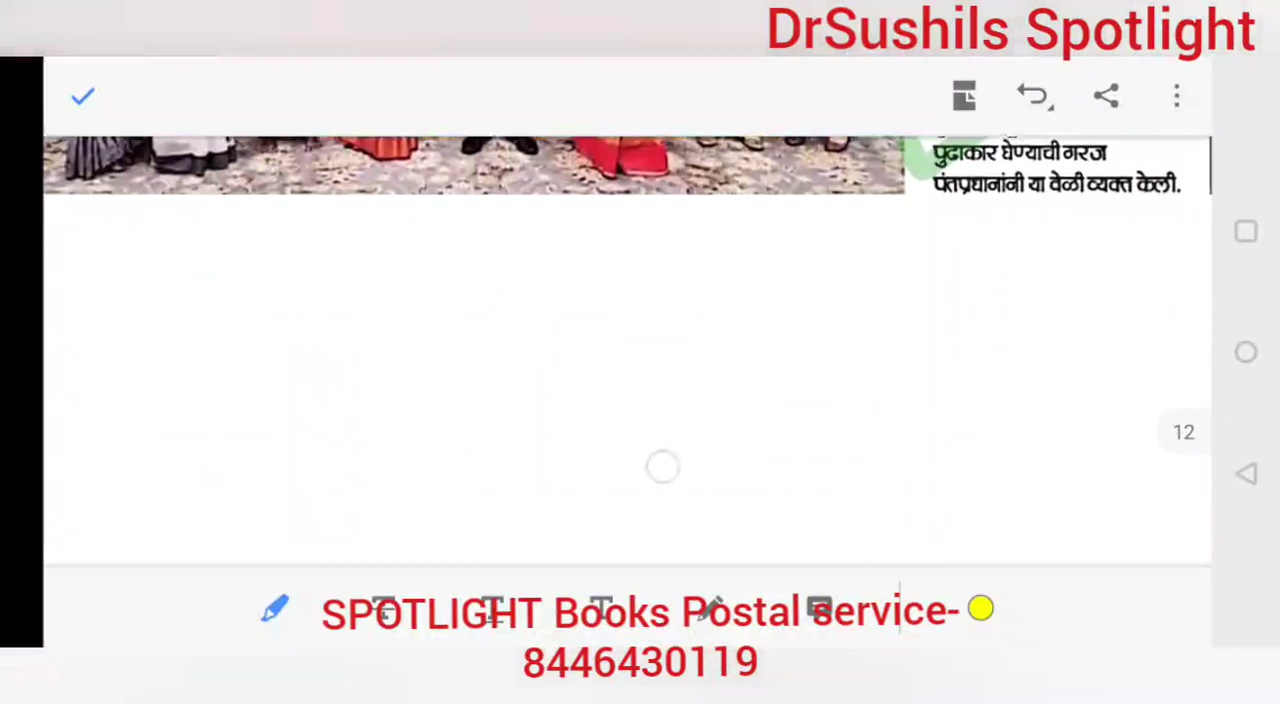 DrSushils Spotlight
पुढाकार घेण्याची गरज
पंतप्रधानांनी या वेळी व्यक्त केली.
12
SPOTLIGHT Books Postal service-
8446430119